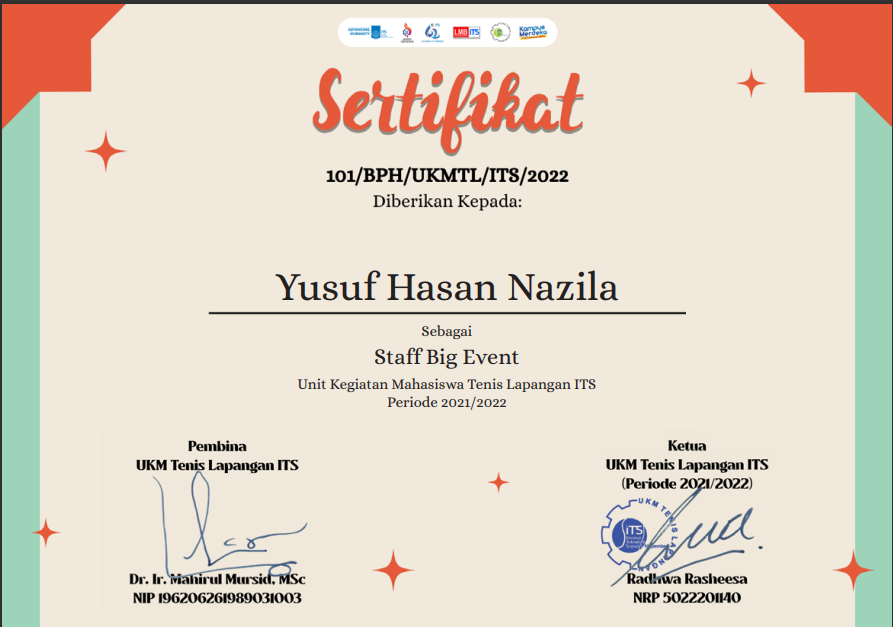 ADVANCING HUMANITY
LMB ITS
Kampus Merdeka
Sertifikat
101/BPH/UKMTL/ITS/2022
Diberikan Kepada:
Yusuf Hasan Nazila
Sebagai
Staff Big Event
Unit Kegiatan Mahasiswa Tenis Lapangan ITS
Periode 2021/2022
Pembina
UKM Tenis Lapangan ITS
Dr. Ir. Mahirul Mursid, MSc
NIP 196206261989031003
Ketua
UKM Tenis Lapangan ITS
(Periode 2021/2022)
UKM TENIS LAPANGAN
ITS
Radhwa Rasheesa
NRP 5022201140